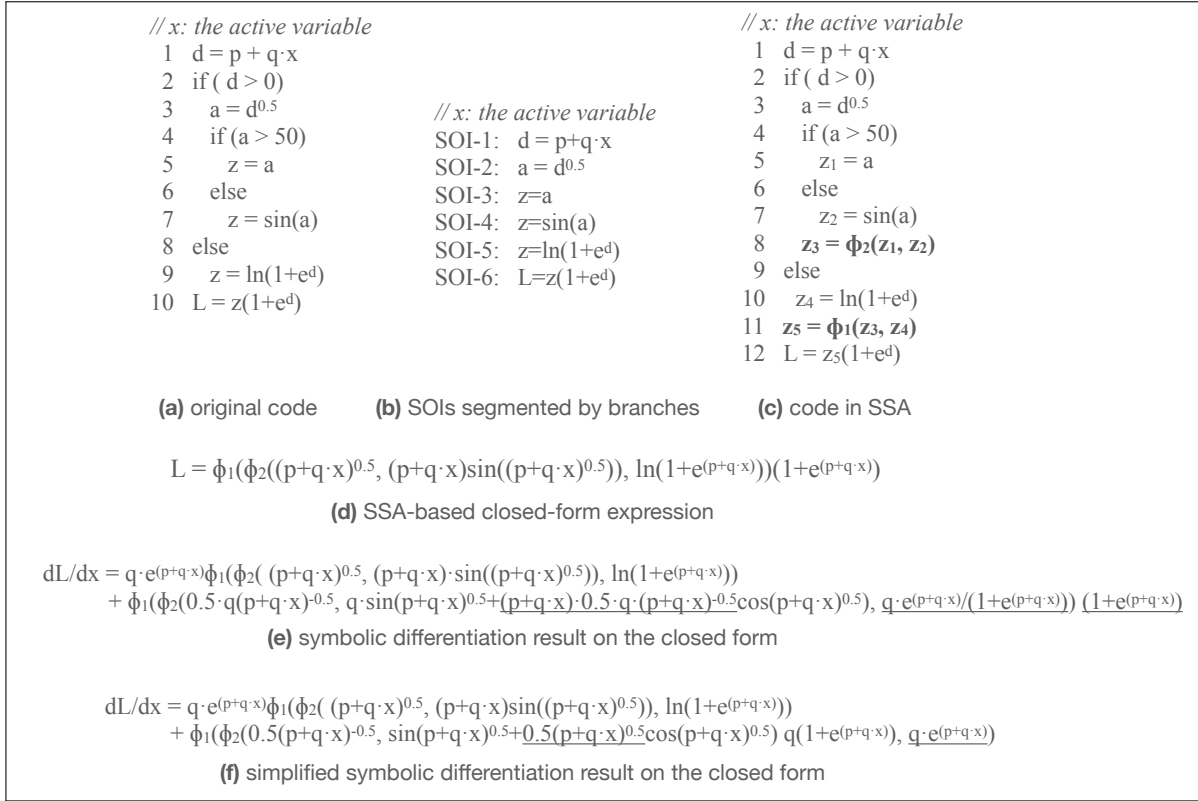 // x: the active variable
1 d = p + q·x
2 if ( d > 0)
3 a = d^0.5
4 if (a > 50)
5 z = a
6 else
7 z = sin(a)
8 else
9 z = ln(1+e^d)
10 L = z(1+e^d)
(a) original code
// x: the active variable
SOI-1: d = p+q·x
SOI-2: a = d^0.5
SOI-3: z=a
SOI-4: z=sin(a)
SOI-5: z=ln(1+e^d)
SOI-6: L=z(1+e^d)
(b) SOIs segmented by branches
// x: the active variable
1 d = p + q·x
2 if ( d > 0)
3 a = d^0.5
4 if (a > 50)
5 z₁ = a
6 else
7 z₂ = sin(a)
8 z₃ = ϕ₂(z₁, z₂)
9 else
10 z₄ = ln(1+e^d)
11 z₅ = ϕ₁(z₃, z₄)
12 L = z₅(1+e^d)
(c) code in SSA
L = ϕ₁(ϕ₂((p+q·x)^0.5, (p+q·x)sin((p+q·x)^0.5)), ln(1+e^(p+q·x)))(1+e^(p+q·x))
(d) SSA-based closed-form expression
dL/dx = q·e^(p+q·x)ϕ₁(ϕ₂( (p+q·x)^0.5, (p+q·x)·sin((p+q·x)^0.5)), ln(1+e^(p+q·x)))
+ ϕ₁(ϕ₂(0.5·q(p+q·x)^-0.5, q·sin(p+q·x)^0.5+(p+q·x)·0.5·q·(p+q·x)^-0.5cos(p+q·x)^0.5), q·e^(p+q·x)/(1+e^(p+q·x))) (1+e^(p+q·x))
(e) symbolic differentiation result on the closed form
dL/dx = q·e^(p+q·x)ϕ₁(ϕ₂( (p+q·x)^0.5, (p+q·x)sin((p+q·x)^0.5)), ln(1+e^(p+q·x)))
+ ϕ₁(ϕ₂(0.5(p+q·x)^-0.5, sin(p+q·x)^0.5+0.5(p+q·x)^0.5cos(p+q·x)^0.5) q(1+e^(p+q·x)), q·e^(p+q·x))
(f) simplified symbolic differentiation result on the closed form